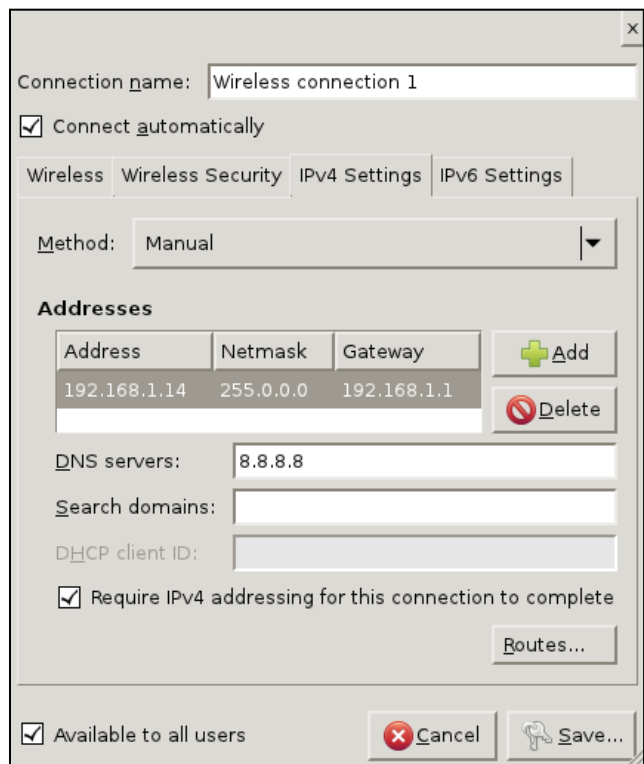 x
Connection name: Wireless connection 1
Connect automatically
Wireless Wireless Security IPv4 Settings IPv6 Settings
Method: Manual
Addresses
Address Netmask Gateway
192.168.1.14 255.0.0.0 192.168.1.1
Add
Delete
DNS servers: 8.8.8.8
Search domains:
DHCP client ID:
Require IPv4 addressing for this connection to complete
Routes...
Available to all users Cancel Save...